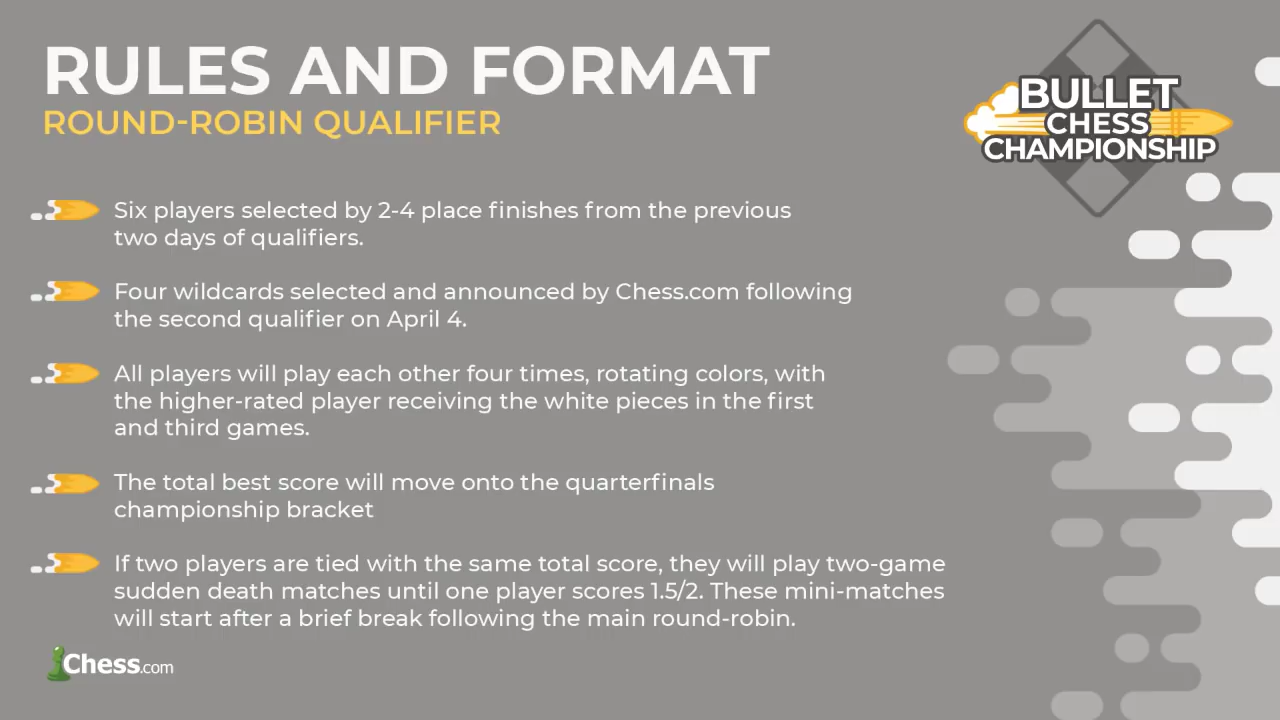 RULES AND FORMAT
ROUND-ROBIN QUALIFIER
BULLET
CHESS
CHAMPIONSHIP
Six players selected by 2-4 place finishes from the previous
two days of qualifiers.
Four wildcards selected and announced by Chess.com following
the second qualifier on April 4.
All players will play each other four times, rotating colors, with
the higher-rated player receiving the white pieces in the first
and third games.
The total best score will move onto the quarterfinals
championship bracket
If two players are tied with the same total score, they will play two-game
sudden death matches until one player scores 1.5/2. These mini-matches
will start after a brief break following the main round-robin.
Chess.com